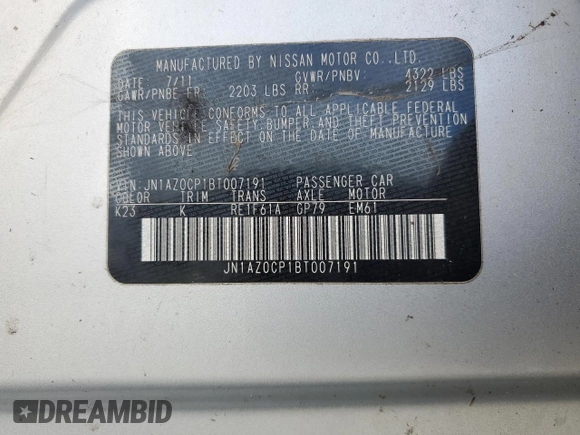 MANUFACTURED BY NISSAN MOTOR CO.,LTD.
DATE 7/11 GVWR/PNBV: 4322 LBS
GAWR/PNBE FR: 2203 LBS RR: 2129 LBS
THIS VEHICLE CONFORMS TO ALL APPLICABLE FEDERAL
MOTOR VEHICLE SAFETY,BUMPER,AND THEFT PREVENTION
STANDARDS IN EFFECT ON THE DATE OF MANUFACTURE
SHOWN ABOVE.
VIN: JN1AZ0CP1BT007191 PASSENGER CAR
COLOR TRIM TRANS AXLE MOTOR
K23 K RE1F61A GP79 EM61
JN1AZ0CP1BT007191
DREAMBID